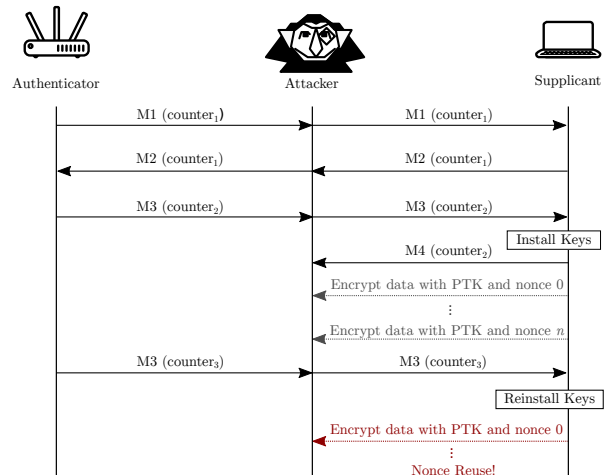 Authenticator Attacker Supplicant
M1 (counter₁) M1 (counter₁)
M2 (counter₁) M2 (counter₁)
M3 (counter₂) M3 (counter₂)
Install Keys
M4 (counter₂)
Encrypt data with PTK and nonce 0
⋮
Encrypt data with PTK and nonce n
M3 (counter₃) M3 (counter₃)
Reinstall Keys
Encrypt data with PTK and nonce 0
⋮
Nonce Reuse!